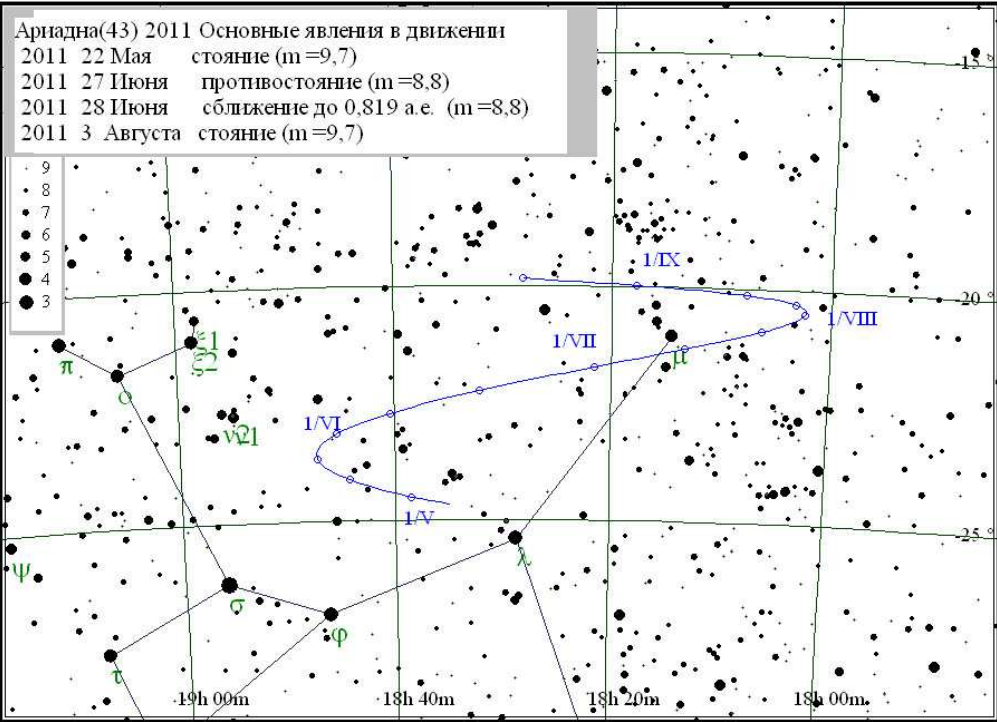 Ариадна(43) 2011 Основные явления в движении
2011 22 Мая стояние (m =9,7)
2011 27 Июня противостояние (m =8,8)
2011 28 Июня сближение до 0,819 а.е. (m =8,8)
2011 3 Августа стояние (m =9,7)
-15 °
9
8
7
6
5
4
3
1/IX
-20 °
1/VIII
1/VII
ξ1
ξ2
π
μ
ο
1/VI
ν2
ν1
1/V
-25 °
λ
ψ
σ
φ
τ
19h 00m
18h 40m
18h 20m
18h 00m